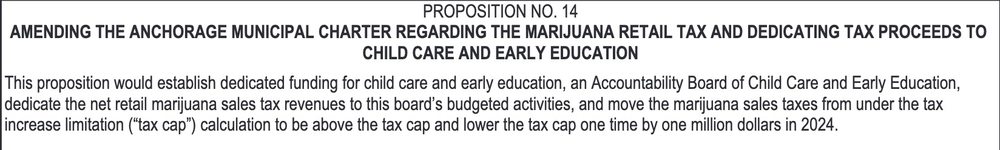 PROPOSITION NO. 14
AMENDING THE ANCHORAGE MUNICIPAL CHARTER REGARDING THE MARIJUANA RETAIL TAX AND DEDICATING TAX PROCEEDS TO
CHILD CARE AND EARLY EDUCATION
This proposition would establish dedicated funding for child care and early education, an Accountability Board of Child Care and Early Education,
dedicate the net retail marijuana sales tax revenues to this board’s budgeted activities, and move the marijuana sales taxes from under the tax
increase limitation (“tax cap”) calculation to be above the tax cap and lower the tax cap one time by one million dollars in 2024.